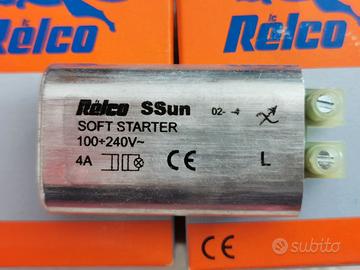 Relco
Relco
Relco SSun 02-
SOFT STARTER
100÷240V~
4A CE L
CE
subito